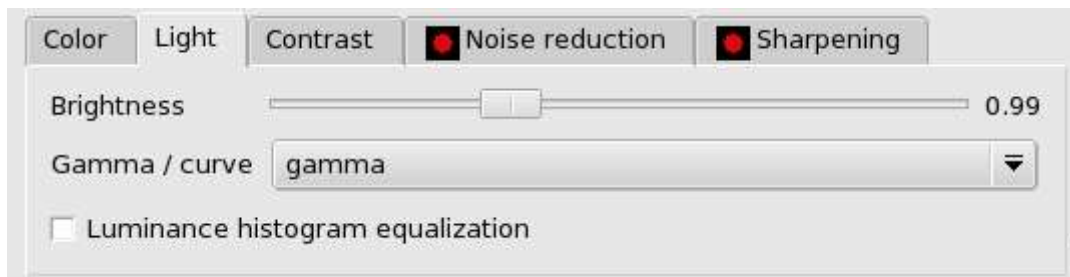 Color Light Contrast Noise reduction Sharpening
Brightness 0.99
Gamma / curve gamma
Luminance histogram equalization